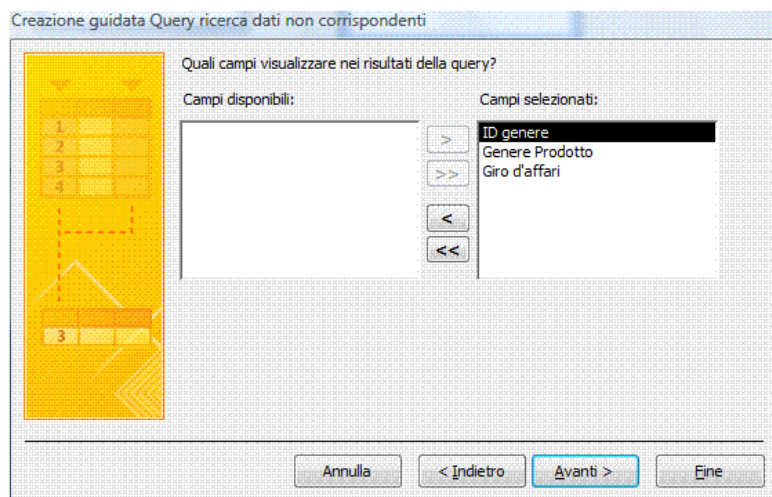 Creazione guidata Query ricerca dati non corrispondenti
Quali campi visualizzare nei risultati della query?
Campi disponibili:
Campi selezionati:
1
2
3
4
3
>
>>
<
<<
ID genere
Genere Prodotto
Giro d'affari
Annulla
< Indietro
Avanti >
Fine